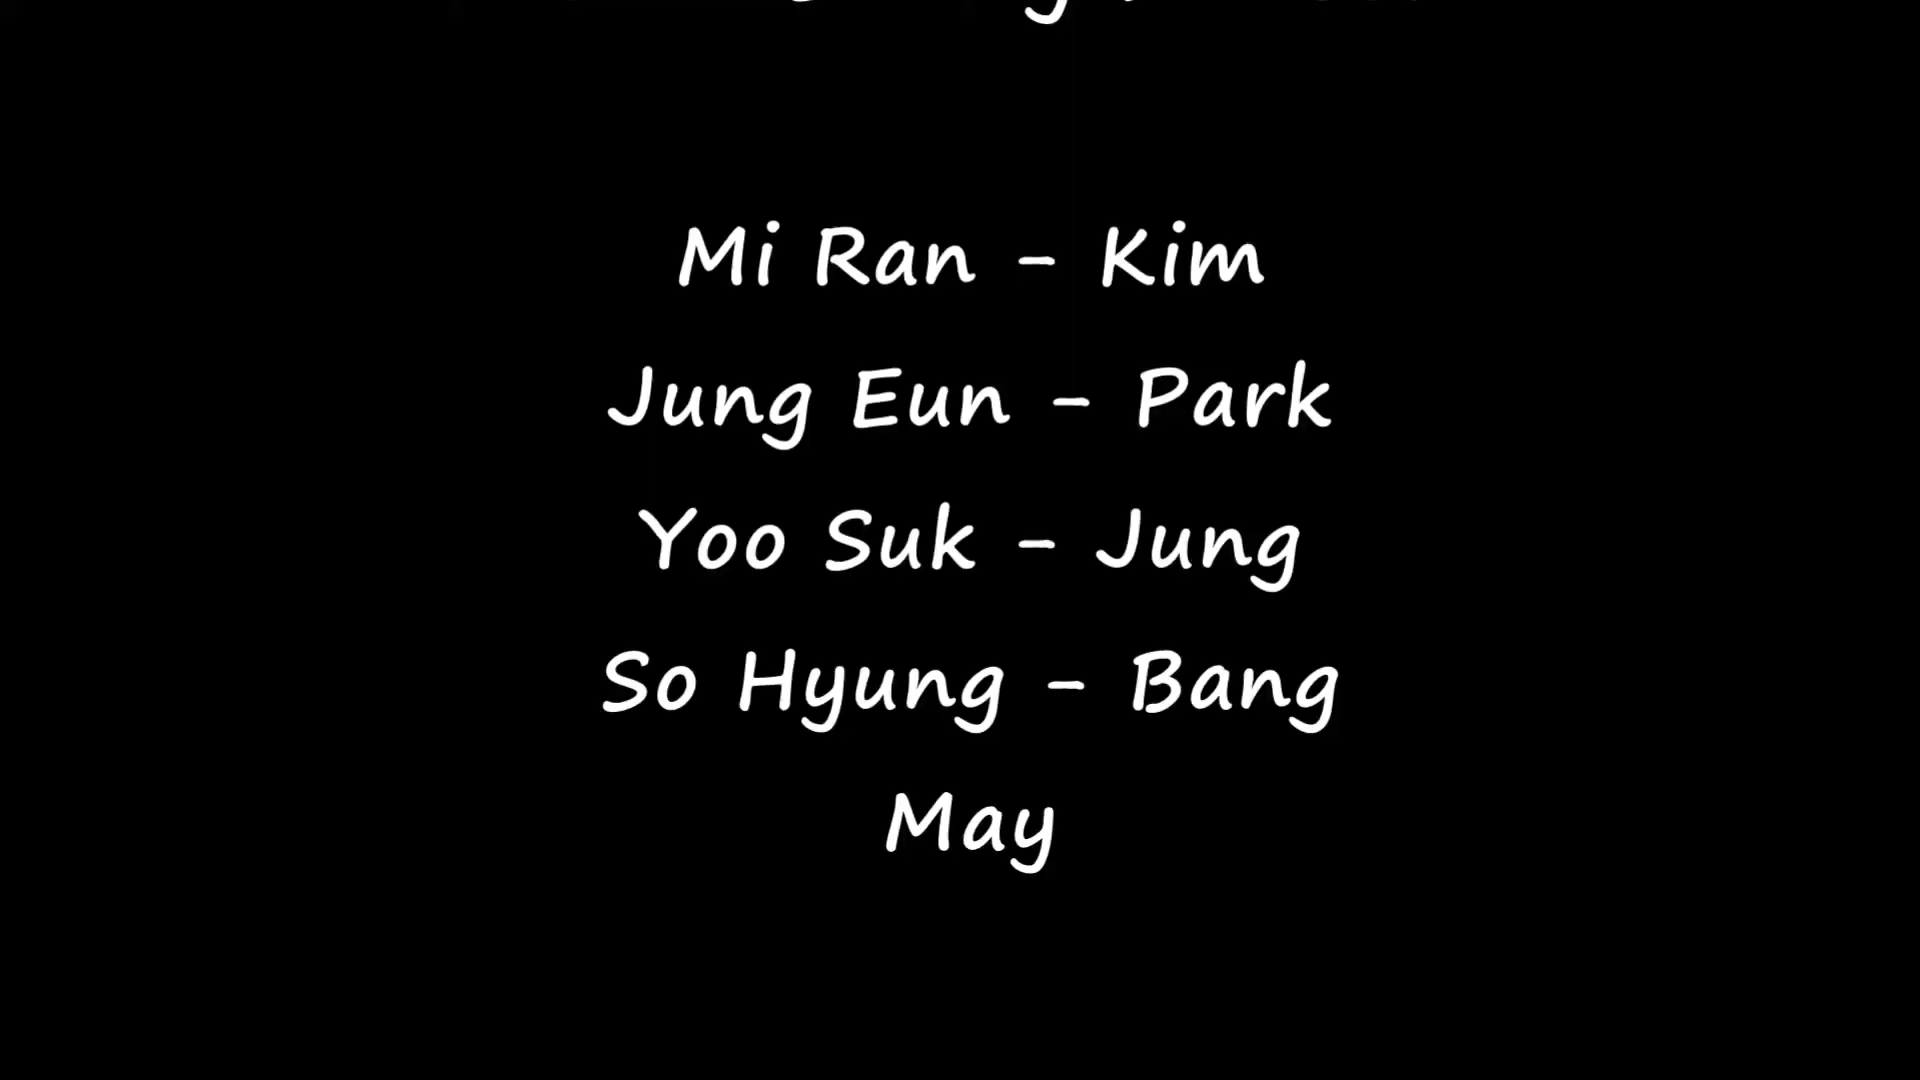 Mi Ran - Kim
Jung Eun - Park
Yoo Suk - Jung
So Hyung - Bang
May